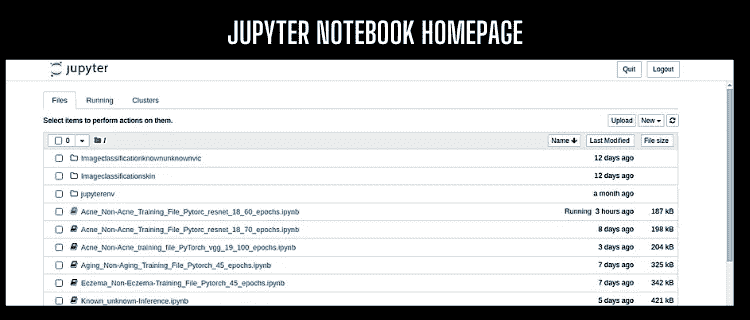 JUPYTER NOTEBOOK HOMEPAGE
jupyter Quit Logout
Files Running Clusters
Select items to perform actions on them. Upload New
0 / Name Last Modified File size
Imageclassificationknovnunknownvic 12 days ago
Imageclassificationskin 12 days ago
jupyterenv a month ago
Acne_Non-Acne_Training_File_Pytorc_resnet_18_60_epochs.ipynb Running 3 hours ago 187 kB
Acne_Non-Acne_Training_File_Pytorc_resnet_18_70_epochs.ipynb 8 days ago 198 kB
Acne_Non-Acne_training_file_PyTorch_vgg_19_100_epochs.ipynb 3 days ago 204 kB
Aging_Non-Aging_Training_File_Pytorch_45_epochs.ipynb 7 days ago 325 kB
Eczema_Non-Eczema-Training_File_Pytorch_45_epochs.ipynb 7 days ago 342 kB
Known_unknown-Inference.ipynb 5 days ago 421 kB